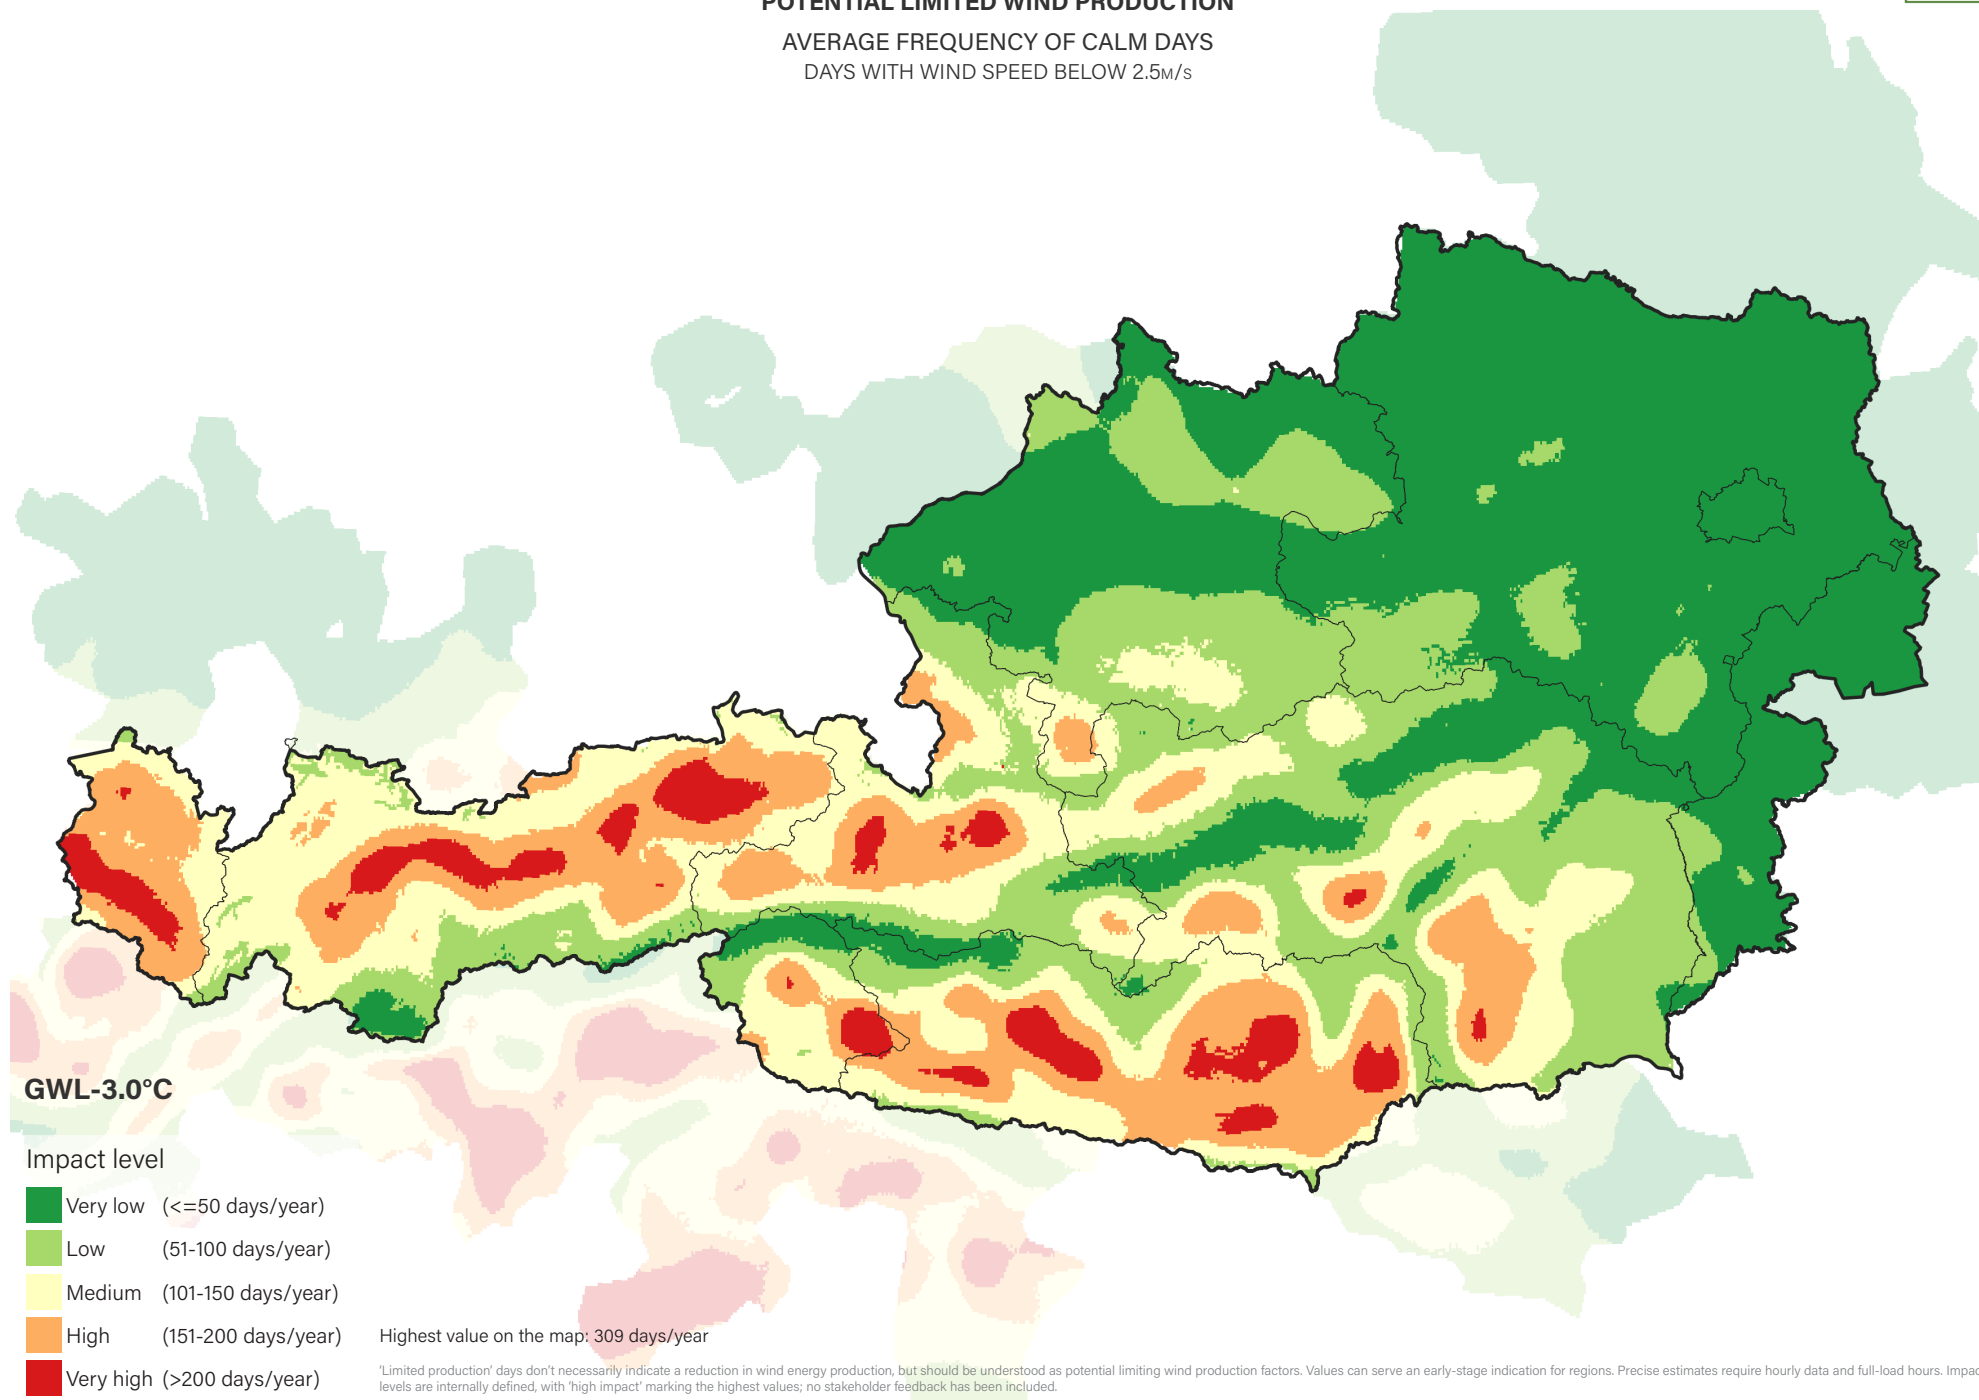 POTENTIAL LIMITED WIND PRODUCTION
AVERAGE FREQUENCY OF CALM DAYS
DAYS WITH WIND SPEED BELOW 2.5M/S
GWL-3.0°C
Impact level
Very low (<=50 days/year)
Low (51-100 days/year)
Medium (101-150 days/year)
High (151-200 days/year)
Highest value on the map: 309 days/year
Very high (>200 days/year)
'Limited production' days don't necessarily indicate a reduction in wind energy production, but should be understood as potential limiting wind production factors. Values can serve an early-stage indication for regions. Precise estimates require hourly data and full-load hours. Impac
levels are internally defined, with 'high impact' marking the highest values; no stakeholder feedback has been included.